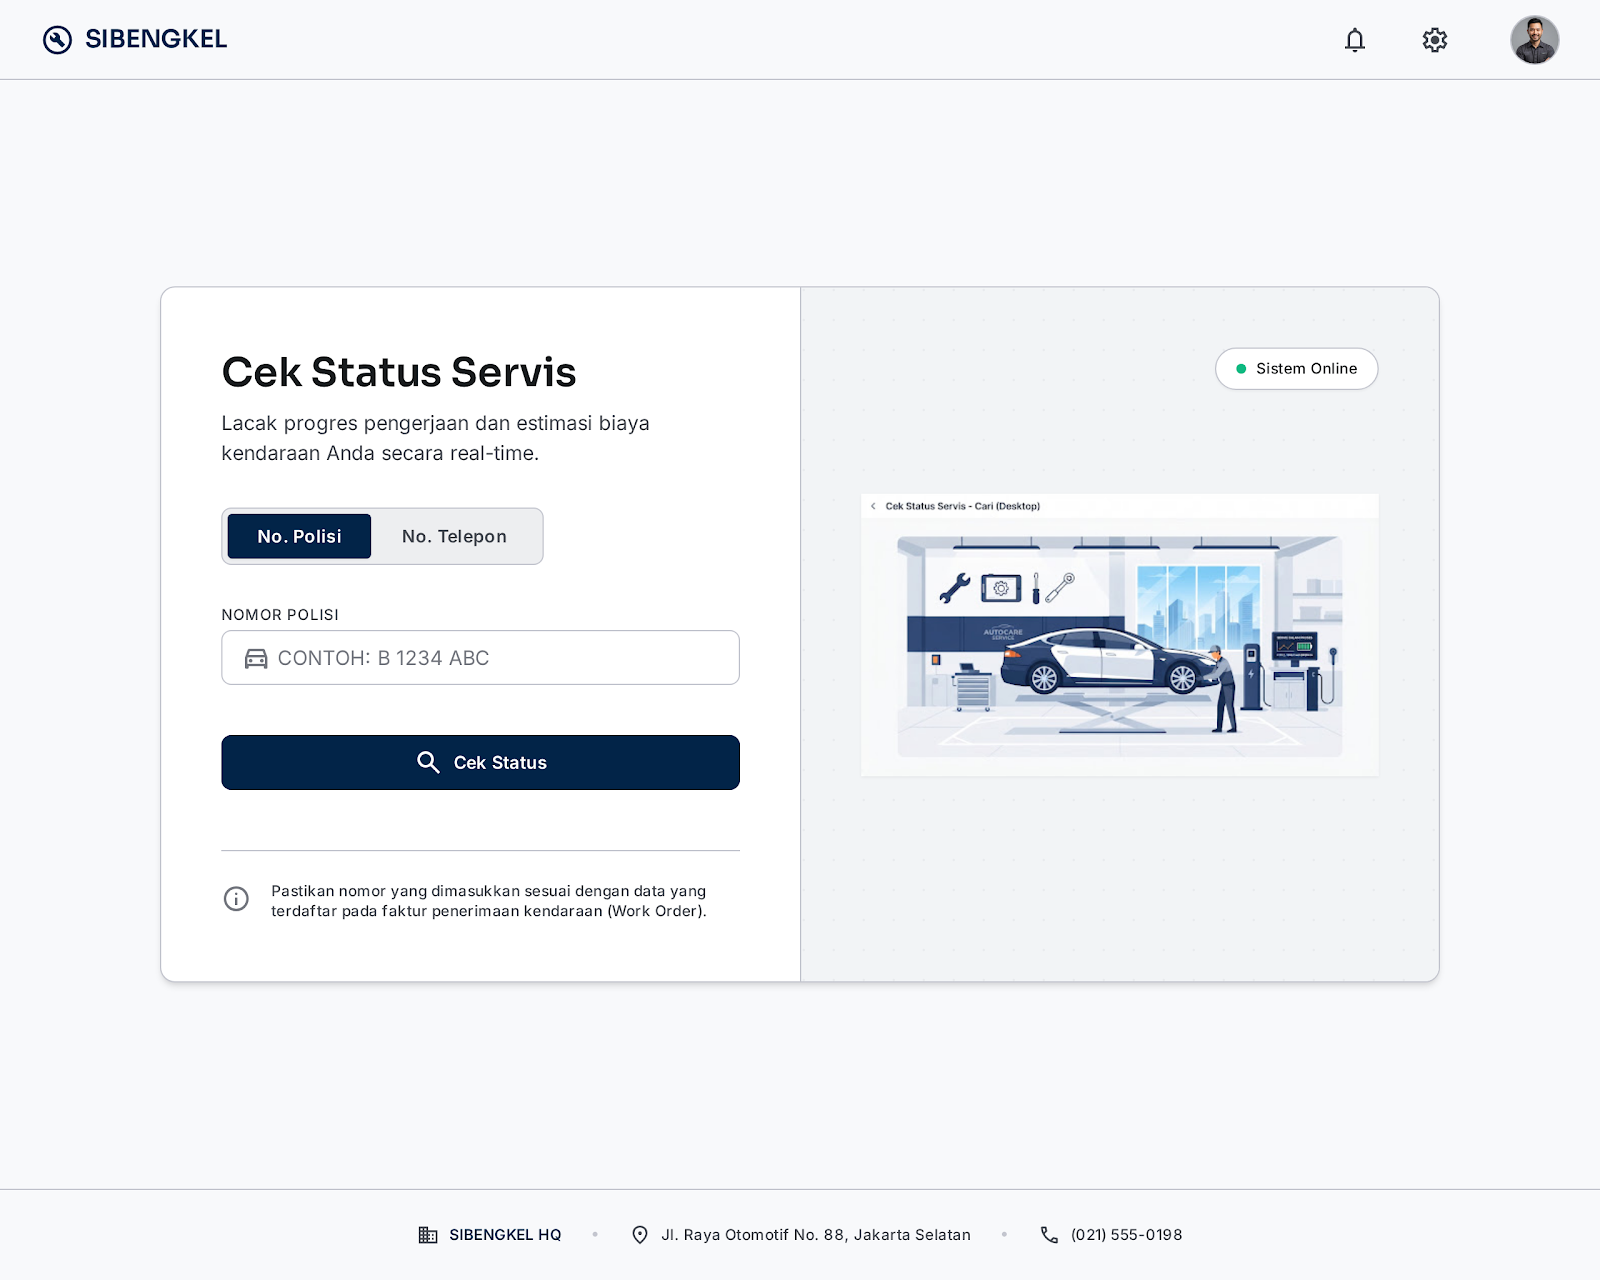 SIBENGKEL
Cek Status Servis
Lacak progres pengerjaan dan estimasi biaya
kendaraan Anda secara real-time.
No. Polisi
No. Telepon
NOMOR POLISI
CONTOH: B 1234 ABC
Cek Status
Pastikan nomor yang dimasukkan sesuai dengan data yang
terdaftar pada faktur penerimaan kendaraan (Work Order).
Sistem Online
Cek Status Servis - Cari (Desktop)
AUTOCARE
SERVICE
SIBENGKEL HQ
Jl. Raya Otomotif No. 88, Jakarta Selatan
(021) 555-0198